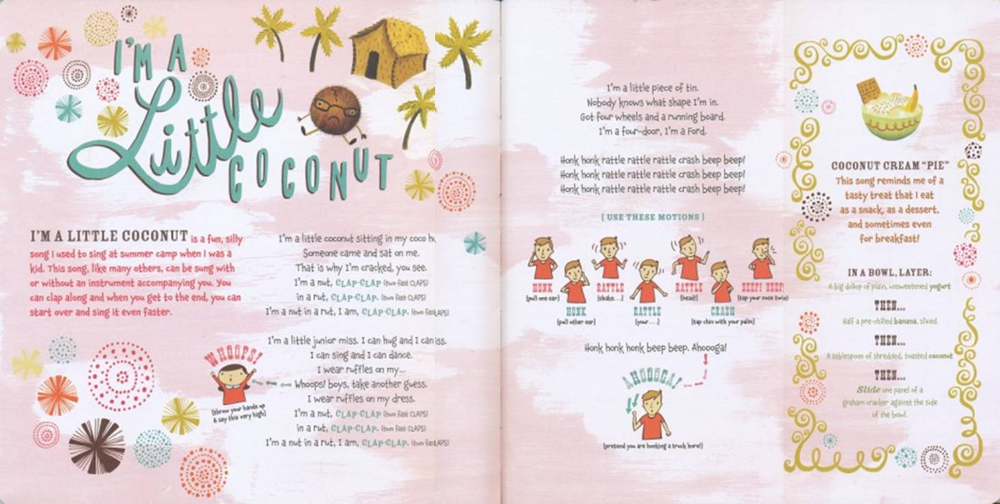 I'M A
Little
COCONUT
I'M A LITTLE COCONUT is a fun, silly
song I used to sing at summer camp when I was a
kid. This song, like many others, can be sung with
or without an instrument accompanying you. You
can clap along and when you get to the end, you can
start over and sing it even faster.
I'm a little coconut sitting in my coco
Someone came and sat on me.
That is why I'm cracked, you see.
I'm a nut, CLAP-CLAP (two fast CLAPS)
in a rut, CLAP-CLAP. (two fast CLAPS)
I'm a nut in a rut, I am, CLAP-CLAP. (two
I'm a little junior miss. I can hug and I can iss.
I can sing and I can dance.
I wear ruffles on my...
Whoops! boys, take another guess.
I wear ruffles on my dress.
I'm a nut, CLAP-CLAP (two fast CLAPS)
in a rut, CLAP-CLAP. (two fast CLAPS)
I'm a nut in a rut, I am, CLAP-CLAP. (two
WHOOPS!
(throw your hands up
& say this very high)
I'm a little piece of tin.
Nobody knows what shape I'm in.
Got four wheels and a running board.
I'm a four-door, I'm a Ford.
Honk honk rattle rattle rattle crash beep beep!
Honk honk rattle rattle rattle crash beep beep!
Honk honk rattle rattle rattle crash beep beep!
[ USE THESE MOTIONS ]
HONK
(pull one ear)
HONK
(pull other ear)
RATTLE
(shake...)
RATTLE
(your...)
RATTLE
(head!)
CRASH
(tap chin with your palm)
BEEP! BEEP!
(tap your nose twice)
Honk honk honk beep beep. Ahoooga!
AHOOOGA!
(pretend you are honking a truck horn!)
COCONUT CREAM "PIE"
This song reminds me of a
tasty treat that I eat
as a snack, as a dessert,
and sometimes even
for breakfast!
IN A BOWL, LAYER:
A big dollop of plain, unsweetened yogurt
THEN...
Half a pre-chilled banana, sliced
THEN...
A tablespoon of shredded, toasted coconut
THEN...
Slide one panel of a
graham cracker against the side
of the bowl.